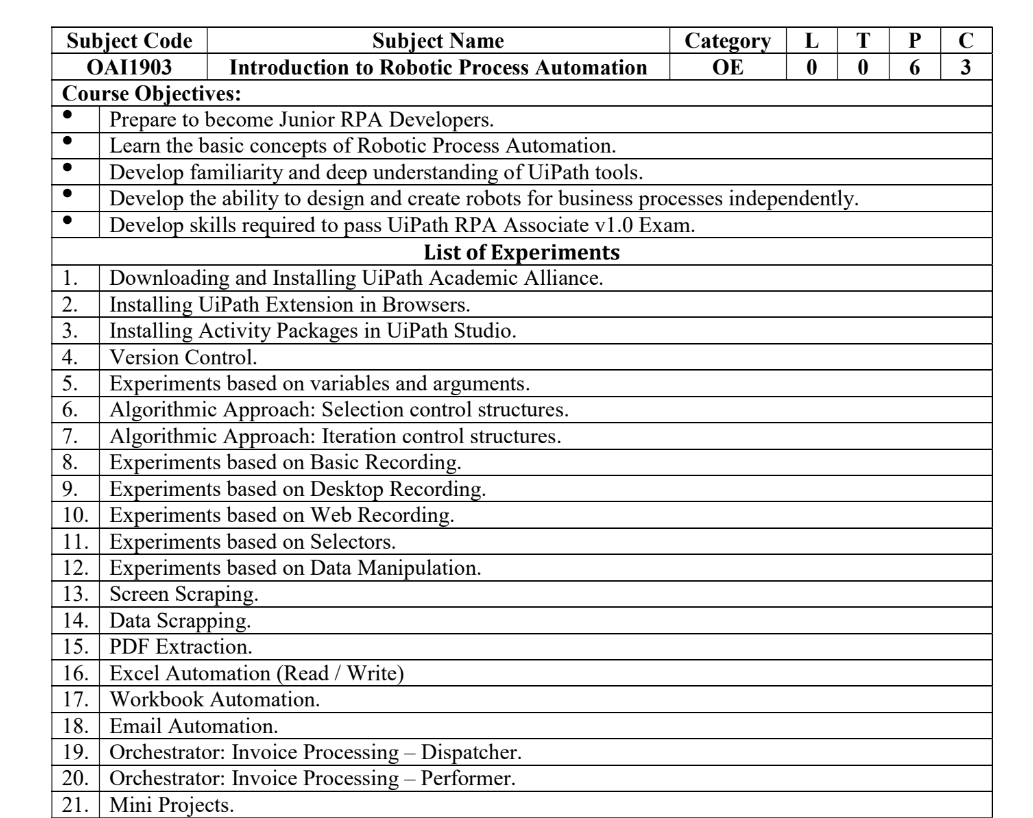 Subject Code Subject Name Category L T P C
OAI1903 Introduction to Robotic Process Automation OE 0 0 6 3
Course Objectives:
• Prepare to become Junior RPA Developers.
• Learn the basic concepts of Robotic Process Automation.
• Develop familiarity and deep understanding of UiPath tools.
• Develop the ability to design and create robots for business processes independently.
• Develop skills required to pass UiPath RPA Associate v1.0 Exam.
List of Experiments
1. Downloading and Installing UiPath Academic Alliance.
2. Installing UiPath Extension in Browsers.
3. Installing Activity Packages in UiPath Studio.
4. Version Control.
5. Experiments based on variables and arguments.
6. Algorithmic Approach: Selection control structures.
7. Algorithmic Approach: Iteration control structures.
8. Experiments based on Basic Recording.
9. Experiments based on Desktop Recording.
10. Experiments based on Web Recording.
11. Experiments based on Selectors.
12. Experiments based on Data Manipulation.
13. Screen Scraping.
14. Data Scrapping.
15. PDF Extraction.
16. Excel Automation (Read / Write)
17. Workbook Automation.
18. Email Automation.
19. Orchestrator: Invoice Processing – Dispatcher.
20. Orchestrator: Invoice Processing – Performer.
21. Mini Projects.